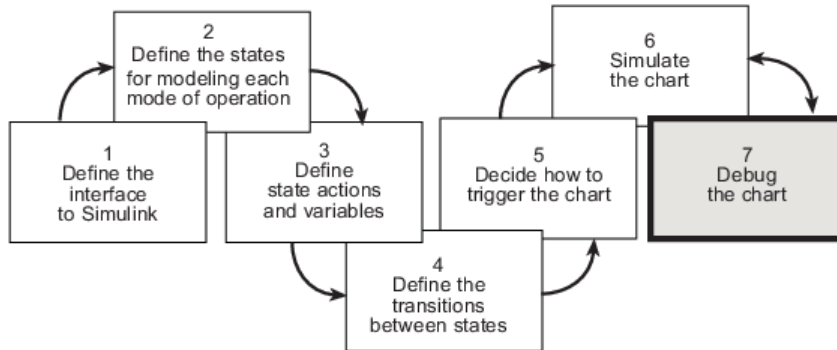 1
Define the
interface
to Simulink
2
Define the states
for modeling each
mode of operation
3
Define
state actions
and variables
4
Define the
transitions
between states
5
Decide how to
trigger the chart
6
Simulate
the chart
7
Debug
the chart